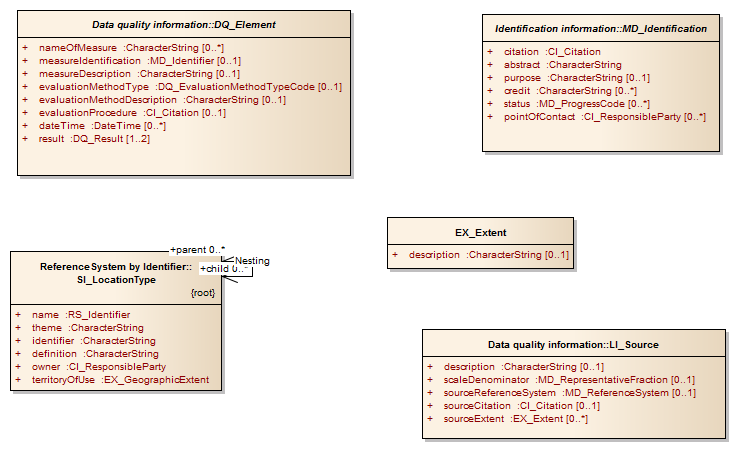 Data quality information::DQ_Element
+ nameOfMeasure :CharacterString [0..*]
+ measureIdentification :MD_Identifier [0..1]
+ measureDescription :CharacterString [0..1]
+ evaluationMethodType :DQ_EvaluationMethodTypeCode [0..1]
+ evaluationMethodDescription :CharacterString [0..1]
+ evaluationProcedure :CI_Citation [0..1]
+ dateTime :DateTime [0..*]
+ result :DQ_Result [1..2]
Identification information::MD_Identification
+ citation :CI_Citation
+ abstract :CharacterString
+ purpose :CharacterString [0..1]
+ credit :CharacterString [0..*]
+ status :MD_ProgressCode [0..*]
+ pointOfContact :CI_ResponsibleParty [0..*]
EX_Extent
+ description :CharacterString [0..1]
+parent 0..*
Nesting
+child 0..*
ReferenceSystem by Identifier::
SI_LocationType
{root}
+ name :RS_Identifier
+ theme :CharacterString
+ identifier :CharacterString
+ definition :CharacterString
+ owner :CI_ResponsibleParty
+ territoryOfUse :EX_GeographicExtent
Data quality information::LI_Source
+ description :CharacterString [0..1]
+ scaleDenominator :MD_RepresentativeFraction [0..1]
+ sourceReferenceSystem :MD_ReferenceSystem [0..1]
+ sourceCitation :CI_Citation [0..1]
+ sourceExtent :EX_Extent [0..*]